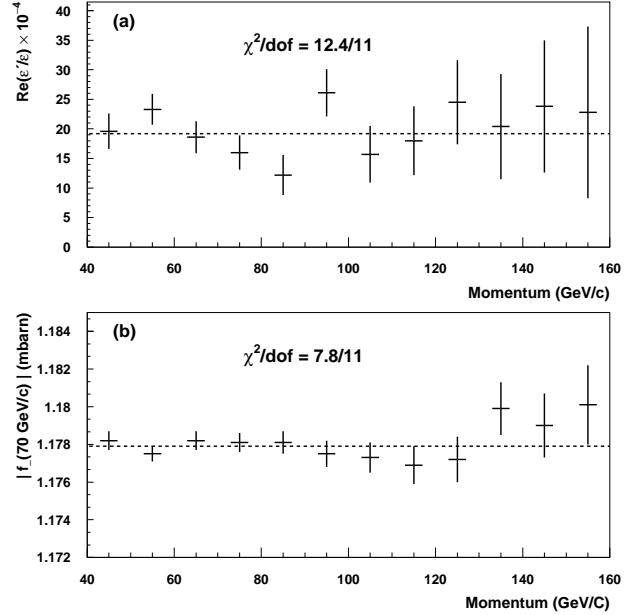 (a)
χ²/dof = 12.4/11
Re(ε′/ε) × 10⁻⁴
40
35
30
25
20
15
10
5
0
40 60 80 100 120 140 160
Momentum (GeV/c)
(b)
χ²/dof = 7.8/11
| f_(70 GeV/c) | (mbarn)
1.184
1.182
1.18
1.178
1.176
1.174
1.172
40 60 80 100 120 140 160
Momentum (GeV/C)